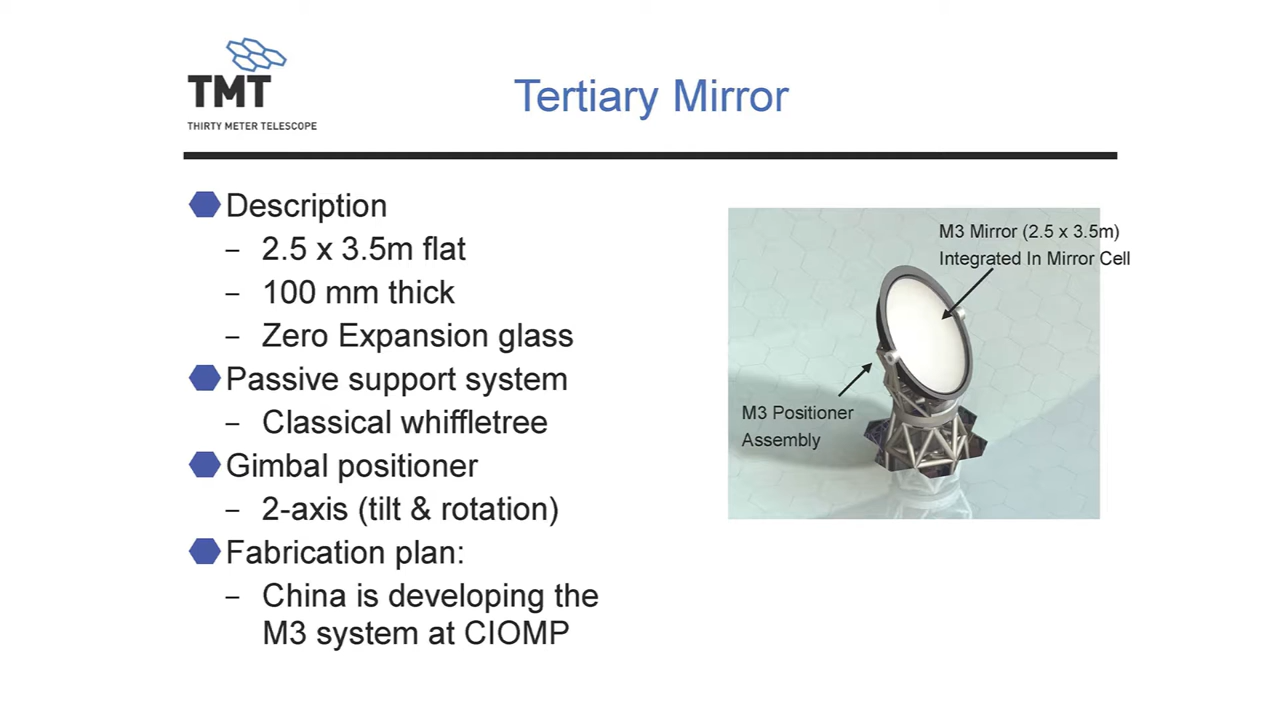 TMT
THIRTY METER TELESCOPE
Tertiary Mirror
Description
– 2.5 x 3.5m flat
– 100 mm thick
– Zero Expansion glass
Passive support system
– Classical whiffletree
Gimbal positioner
– 2-axis (tilt & rotation)
Fabrication plan:
– China is developing the
M3 system at CIOMP
M3 Mirror (2.5 x 3.5m)
Integrated In Mirror Cell
M3 Positioner
Assembly